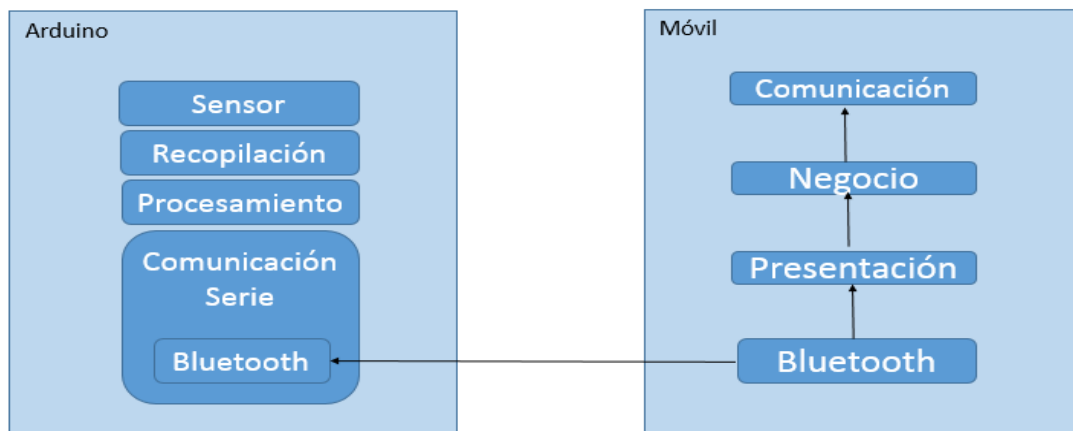 Arduino
Sensor
Recopilación
Procesamiento
Comunicación
Serie
Bluetooth
Móvil
Comunicación
Negocio
Presentación
Bluetooth